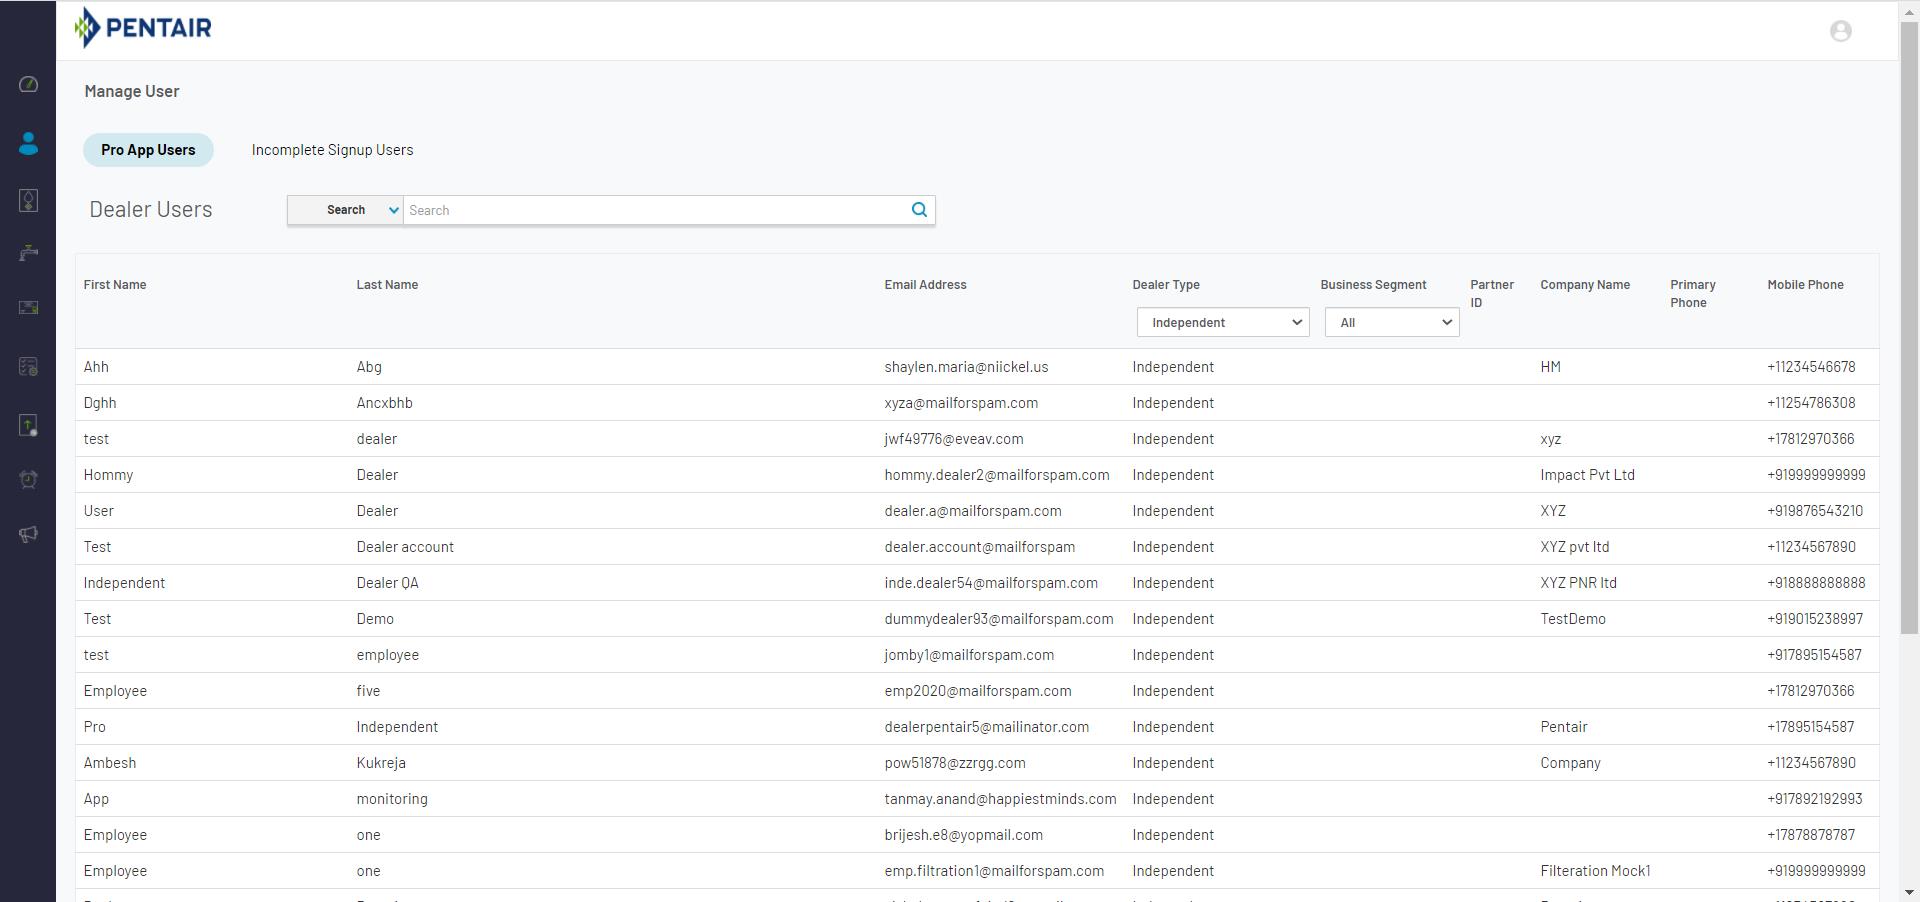 PENTAIR
Manage User
Pro App Users Incomplete Signup Users
Dealer Users Search Search
First Name Last Name Email Address Dealer Type Business Segment Partner ID Company Name Primary Phone Mobile Phone
Independent All
Ahh Abg shaylen.maria@niickel.us Independent HM +11234546678
Dghh Ancxbhb xyza@mailforspam.com Independent +11254786308
test dealer jwf49776@eveav.com Independent xyz +17812970366
Hommy Dealer hommy.dealer2@mailforspam.com Independent Impact Pvt Ltd +919999999999
User Dealer dealer.a@mailforspam.com Independent XYZ +919876543210
Test Dealer account dealer.account@mailforspam Independent XYZ pvt ltd +11234567890
Independent Dealer QA inde.dealer54@mailforspam.com Independent XYZ PNR ltd +918888888888
Test Demo dummydealer93@mailforspam.com Independent TestDemo +919015238997
test employee jomby1@mailforspam.com Independent +917895154587
Employee five emp2020@mailforspam.com Independent +17812970366
Pro Independent dealerpentair5@mailinator.com Independent Pentair +17895154587
Ambesh Kukreja pow51878@zzrgg.com Independent Company +11234567890
App monitoring tanmay.anand@happiestminds.com Independent +917892192993
Employee one brijesh.e8@yopmail.com Independent +17878878787
Employee one emp.filtration1@mailforspam.com Independent Filteration Mock1 +919999999999